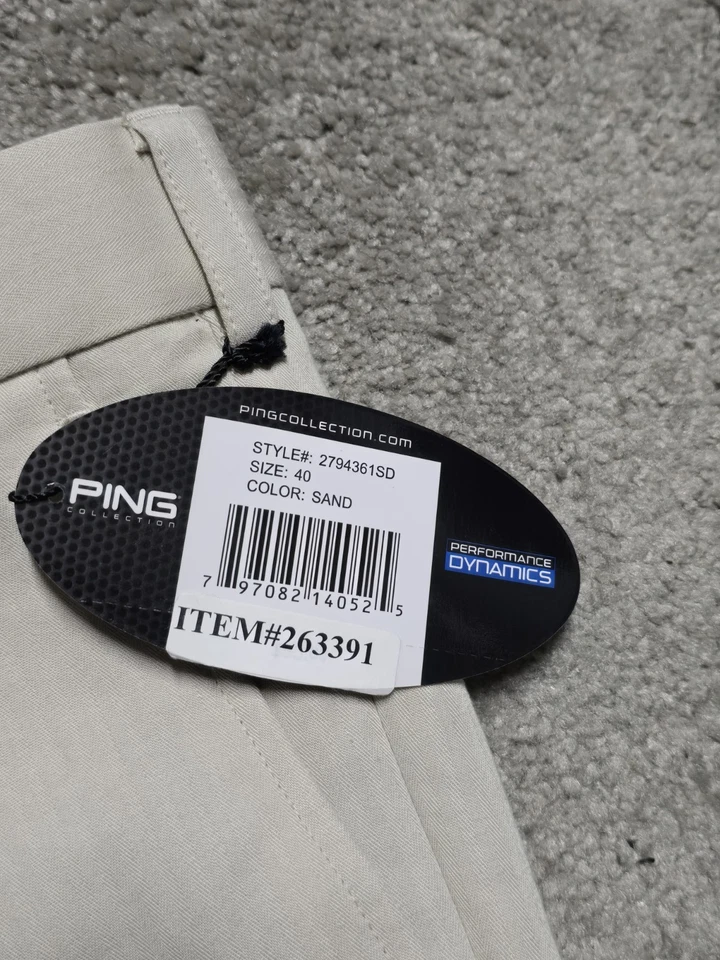 PINGCOLLECTION.COM
STYLE#: 2794361SD
SIZE: 40
COLOR: SAND
PING
COLLECTION
PERFORMANCE
DYNAMICS
7 97082 14052 5
ITEM#263391